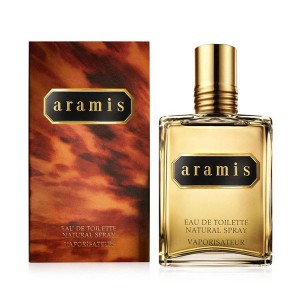 aramis
EAU DE TOILETTE
NATURAL SPRAY
VAPORISATEUR
aramis
EAU DE TOILETTE
NATURAL SPRAY
VAPORISATEUR